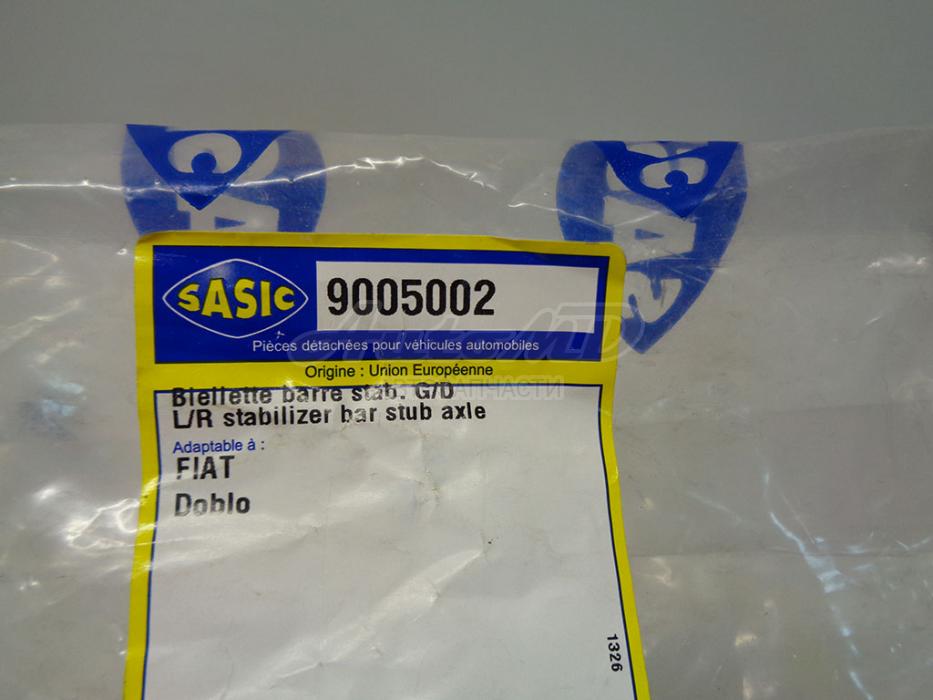 SASIC
9005002
Pièces détachées pour véhicules automobiles
Origine : Union Européenne
Biellette barre stab. G/D
L/R stabilizer bar stub axle
Adaptable à :
FIAT
Doblo
1326